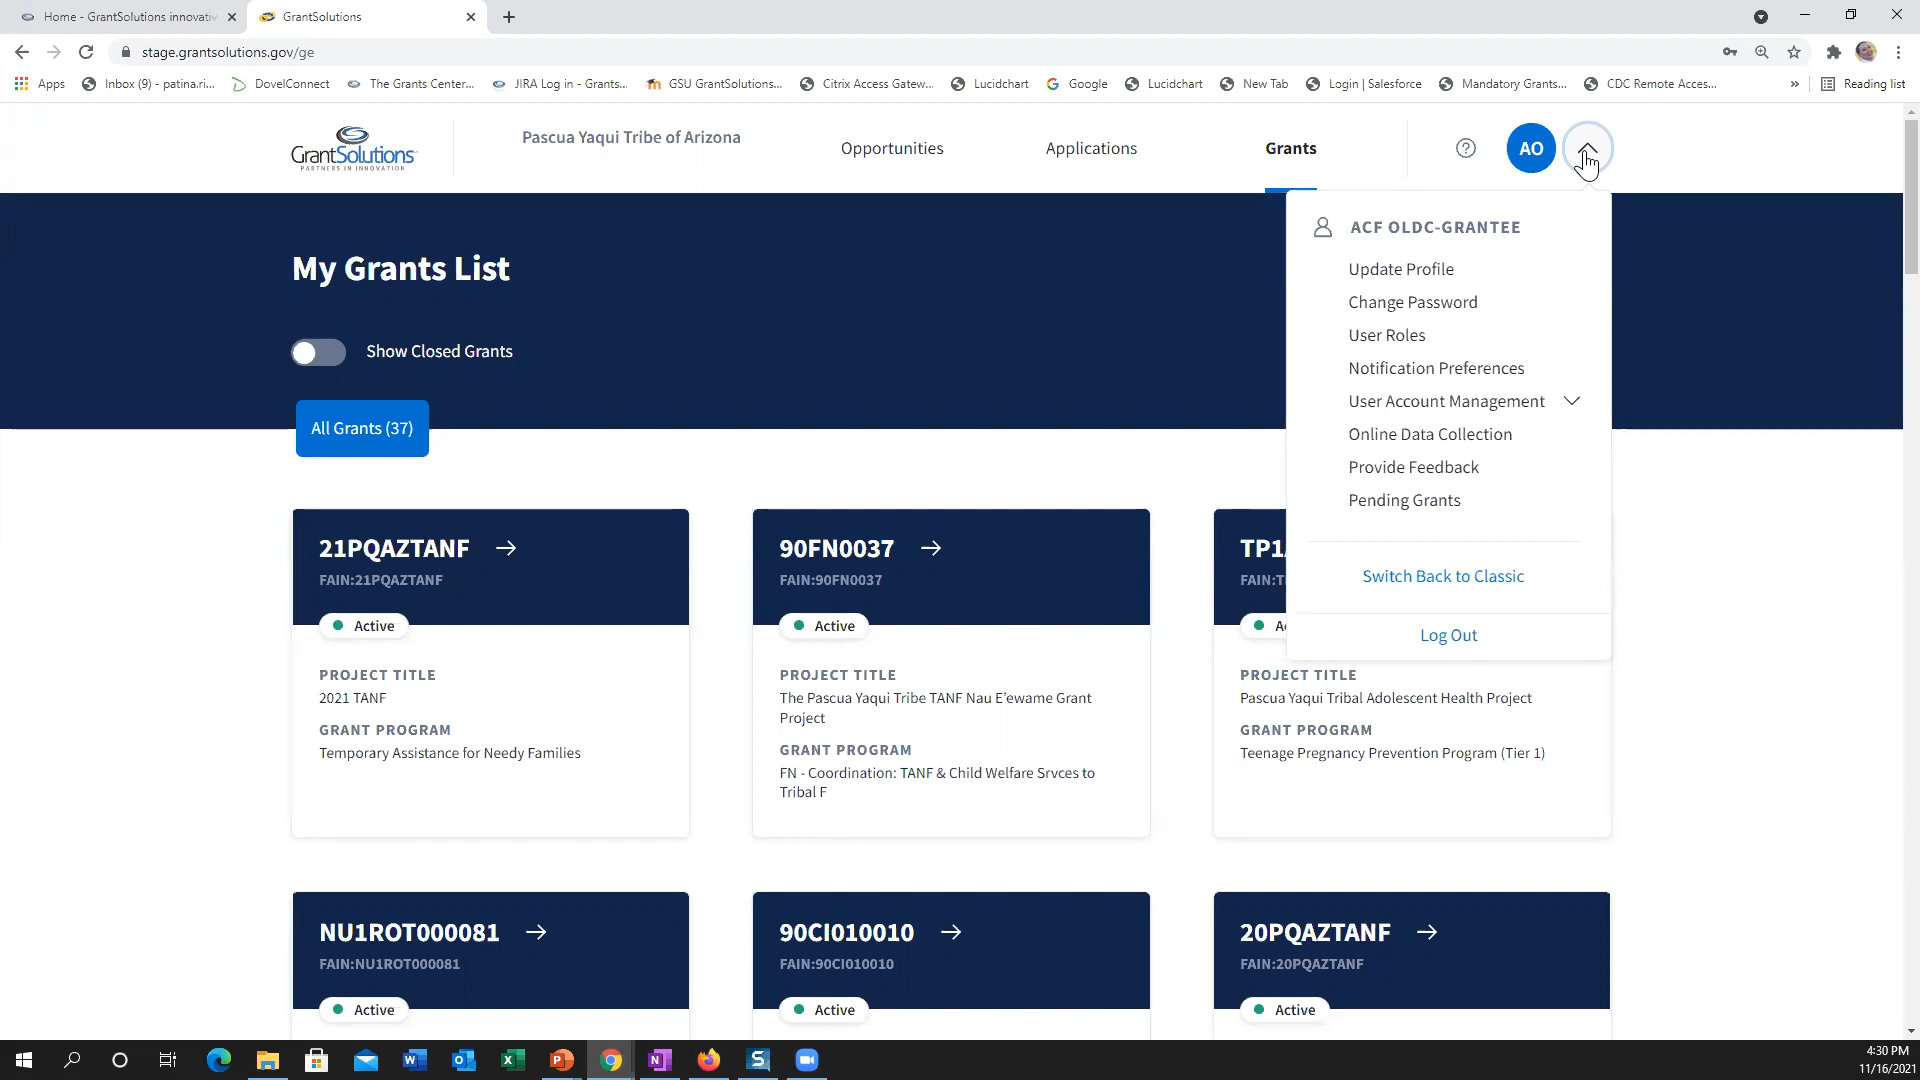 Home - GrantSolutions innovativ
GrantSolutions
stage.grantsolutions.gov/ge
Apps
Inbox (9) - patina.ri...
DovelConnect
The Grants Center...
JIRA Log in - Grants...
GSU GrantSolutions...
Citrix Access Gatew...
Lucidchart
Google
Lucidchart
New Tab
Login | Salesforce
Mandatory Grants...
CDC Remote Acces...
»
Reading list
GrantSolutions
PARTNERS IN INNOVATION
Pascua Yaqui Tribe of Arizona
Opportunities
Applications
Grants
AO
ACF OLDC-GRANTEE
Update Profile
Change Password
User Roles
Notification Preferences
User Account Management
Online Data Collection
Provide Feedback
Pending Grants
Switch Back to Classic
Log Out
My Grants List
Show Closed Grants
All Grants (37)
21PQAZTANF
FAIN:21PQAZTANF
Active
PROJECT TITLE
2021 TANF
GRANT PROGRAM
Temporary Assistance for Needy Families
90FN0037
FAIN:90FN0037
Active
PROJECT TITLE
The Pascua Yaqui Tribe TANF Nau E'ewame Grant
Project
GRANT PROGRAM
FN - Coordination: TANF & Child Welfare Srvces to
Tribal F
TP1
FAIN:T
A
PROJECT TITLE
Pascua Yaqui Tribal Adolescent Health Project
GRANT PROGRAM
Teenage Pregnancy Prevention Program (Tier 1)
NU1ROT000081
FAIN:NU1ROT000081
Active
90CI010010
FAIN:90CI010010
Active
20PQAZTANF
FAIN:20PQAZTANF
Active
4:30 PM
11/16/2021